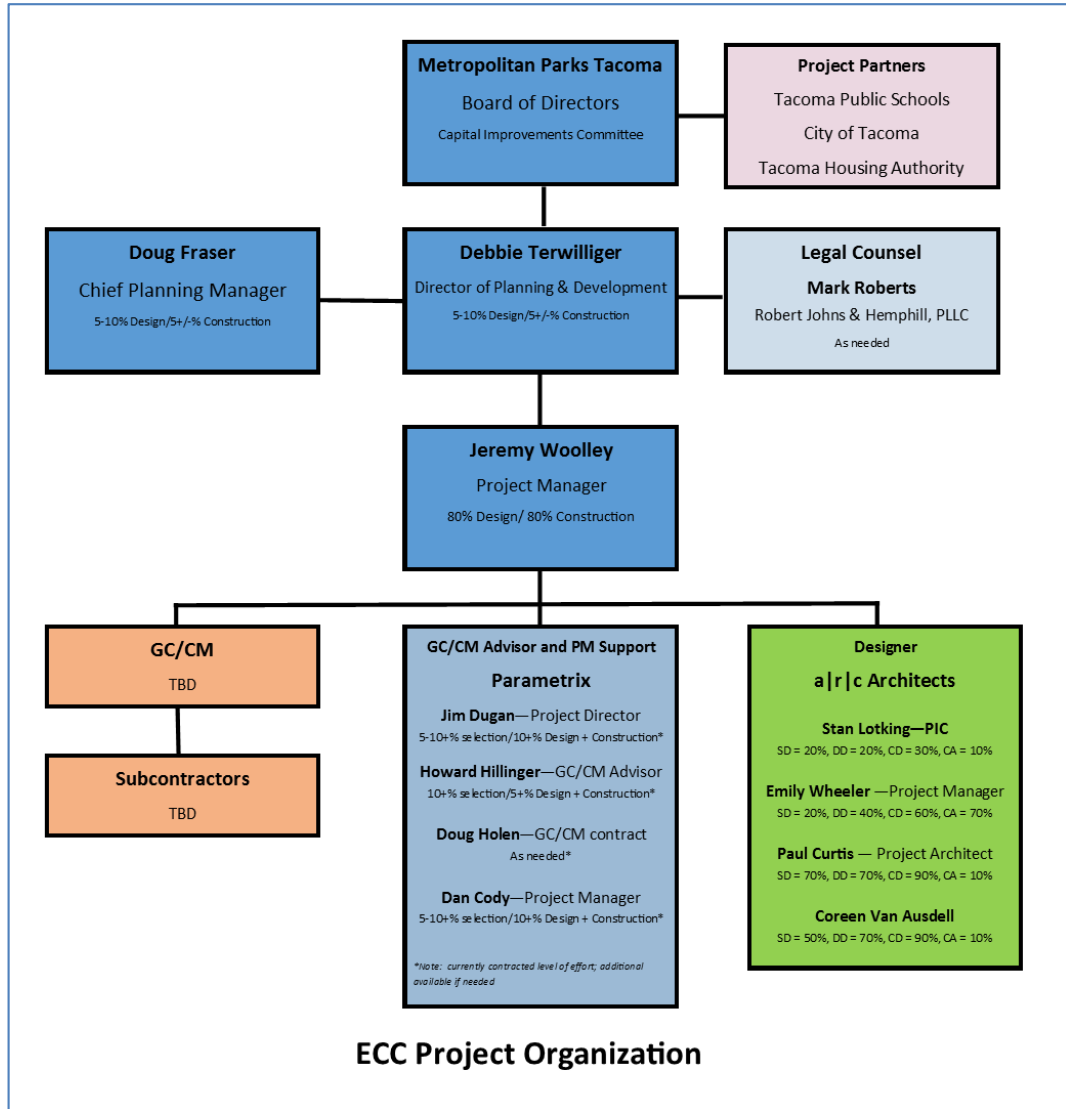 Metropolitan Parks Tacoma
Board of Directors
Capital Improvements Committee
Project Partners
Tacoma Public Schools
City of Tacoma
Tacoma Housing Authority
Doug Fraser
Chief Planning Manager
5-10% Design/5+/-% Construction
Debbie Terwilliger
Director of Planning & Development
5-10% Design/5+/-% Construction
Legal Counsel
Mark Roberts
Robert Johns & Hemphill, PLLC
As needed
Jeremy Woolley
Project Manager
80% Design/ 80% Construction
GC/CM
TBD
Subcontractors
TBD
GC/CM Advisor and PM Support
Parametrix
Jim Dugan—Project Director
5-10+% selection/10+% Design + Construction*
Howard Hillinger—GC/CM Advisor
10+% selection/5+% Design + Construction*
Doug Holen—GC/CM contract
As needed*
Dan Cody—Project Manager
5-10+% selection/10+% Design + Construction*
*Note: currently contracted level of effort; additional
available if needed
Designer
a|r|c Architects
Stan Lotking—PIC
SD = 20%, DD = 20%, CD = 30%, CA = 10%
Emily Wheeler —Project Manager
SD = 20%, DD = 40%, CD = 60%, CA = 70%
Paul Curtis — Project Architect
SD = 70%, DD = 70%, CD = 90%, CA = 10%
Coreen Van Ausdell
SD = 50%, DD = 70%, CD = 90%, CA = 10%
ECC Project Organization